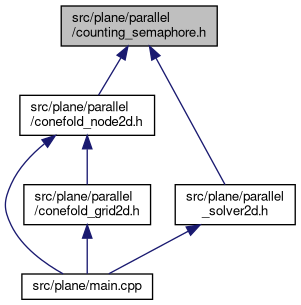 src/plane/parallel
/counting_semaphore.h
src/plane/parallel
/conefold_node2d.h
src/plane/parallel
/conefold_grid2d.h
src/plane/parallel
_solver2d.h
src/plane/main.cpp